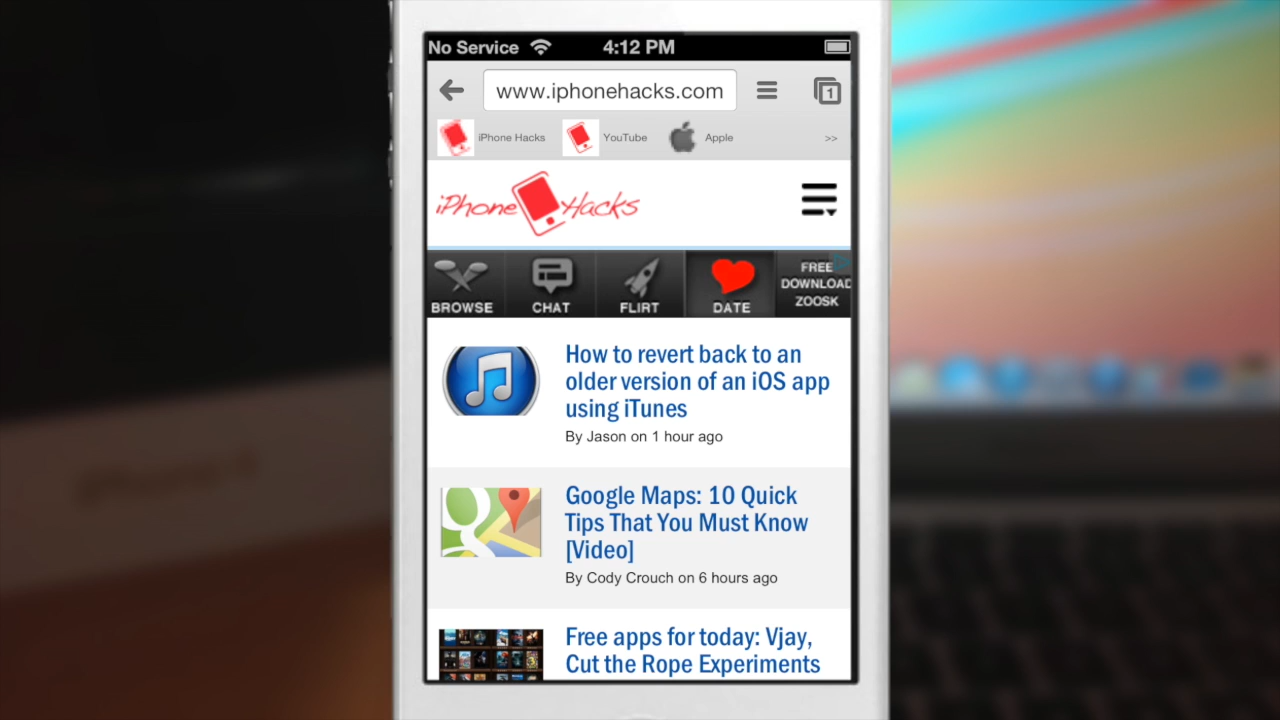 No Service 4:12 PM
www.iphonehacks.com 1
iPhone Hacks YouTube Apple >>
iPhone Hacks
BROWSE CHAT FLIRT DATE FREE DOWNLOAD ZOOSK
How to revert back to an
older version of an iOS app
using iTunes
By Jason on 1 hour ago
Google Maps: 10 Quick
Tips That You Must Know
[Video]
By Cody Crouch on 6 hours ago
Free apps for today: Vjay,
Cut the Rope Experiments